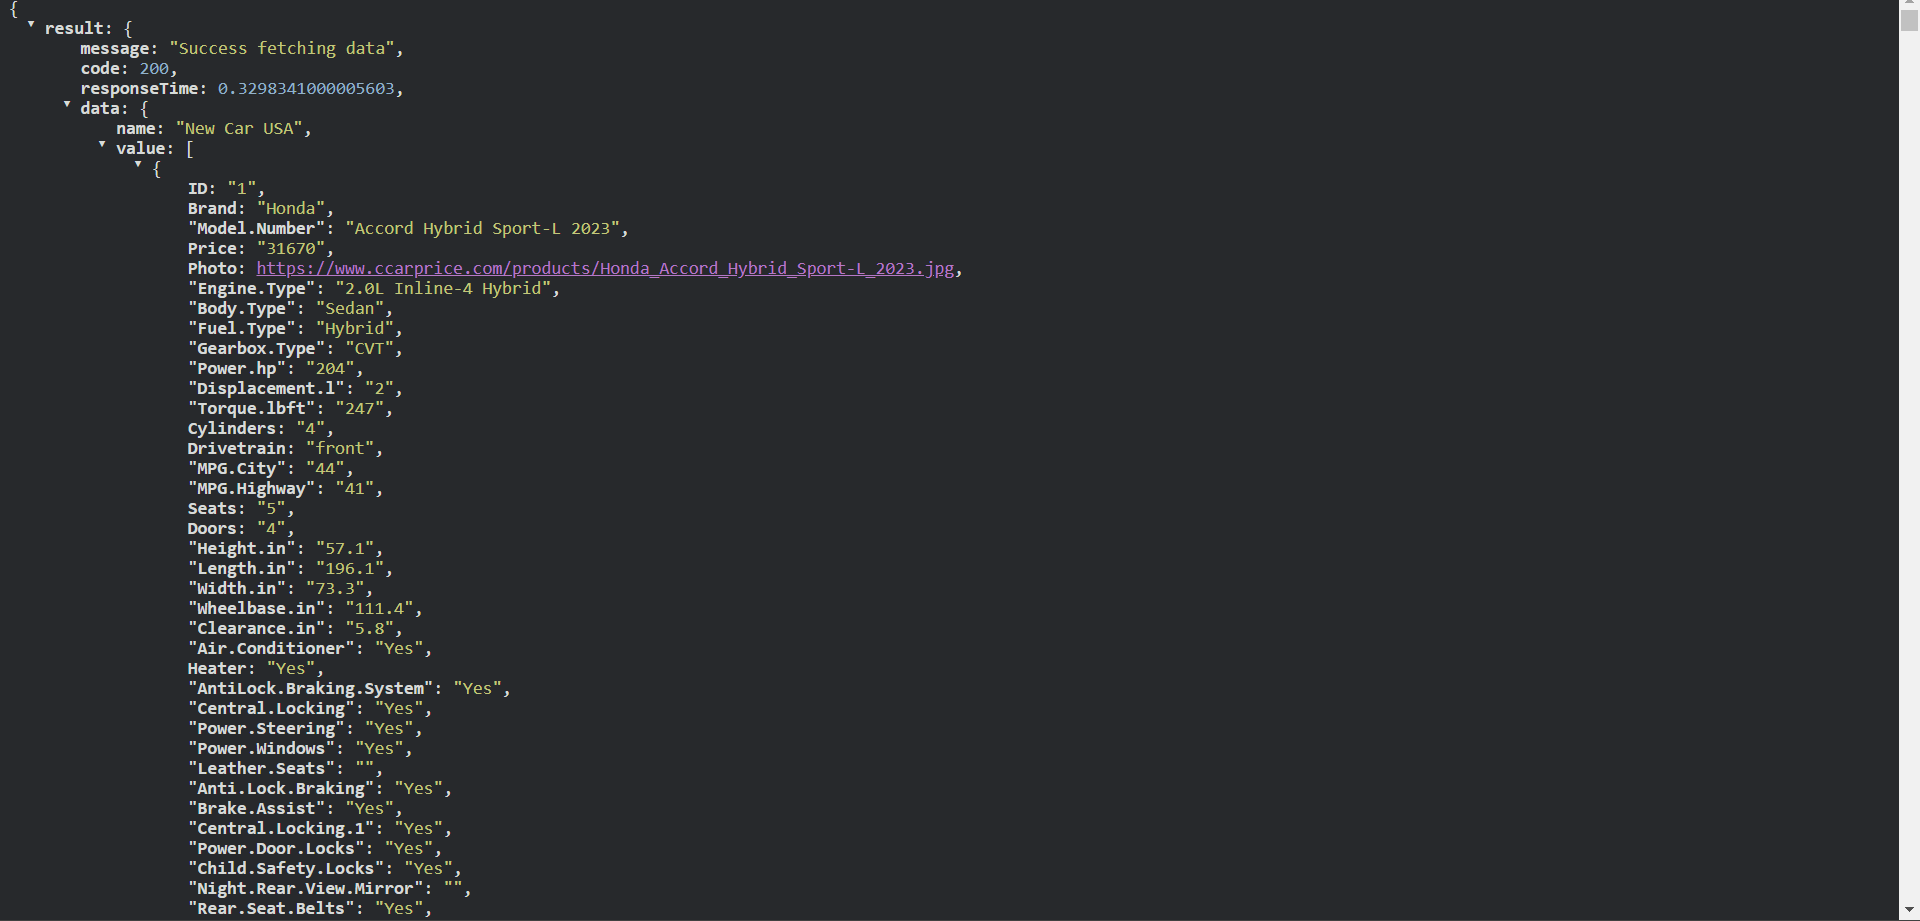 {
result: {
message: "Success fetching data",
code: 200,
responseTime: 0.3298341000005603,
data: {
name: "New Car USA",
value: [
{
ID: "1",
Brand: "Honda",
"Model.Number": "Accord Hybrid Sport-L 2023",
Price: "31670",
Photo: https://www.ccarprice.com/products/Honda_Accord_Hybrid_Sport-L_2023.jpg,
"Engine.Type": "2.0L Inline-4 Hybrid",
"Body.Type": "Sedan",
"Fuel.Type": "Hybrid",
"Gearbox.Type": "CVT",
"Power.hp": "204",
"Displacement.l": "2",
"Torque.lbft": "247",
Cylinders: "4",
Drivetrain: "front",
"MPG.City": "44",
"MPG.Highway": "41",
Seats: "5",
Doors: "4",
"Height.in": "57.1",
"Length.in": "196.1",
"Width.in": "73.3",
"Wheelbase.in": "111.4",
"Clearance.in": "5.8",
"Air.Conditioner": "Yes",
Heater: "Yes",
"AntiLock.Braking.System": "Yes",
"Central.Locking": "Yes",
"Power.Steering": "Yes",
"Power.Windows": "Yes",
"Leather.Seats": "",
"Anti.Lock.Braking": "Yes",
"Brake.Assist": "Yes",
"Central.Locking.1": "Yes",
"Power.Door.Locks": "Yes",
"Child.Safety.Locks": "Yes",
"Night.Rear.View.Mirror": "",
"Rear.Seat.Belts": "Yes",